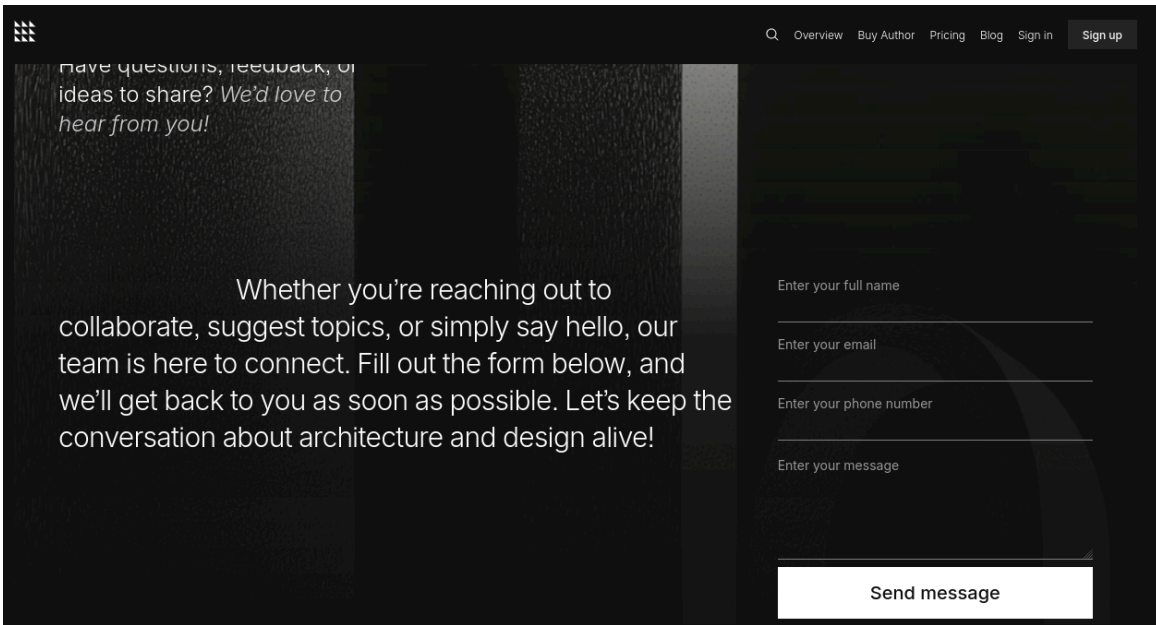 Overview Buy Author Pricing Blog Sign in Sign up
Have questions, feedback, or
ideas to share? We’d love to
hear from you!
Whether you’re reaching out to
collaborate, suggest topics, or simply say hello, our
team is here to connect. Fill out the form below, and
we’ll get back to you as soon as possible. Let’s keep the
conversation about architecture and design alive!
Enter your full name
Enter your email
Enter your phone number
Enter your message
Send message